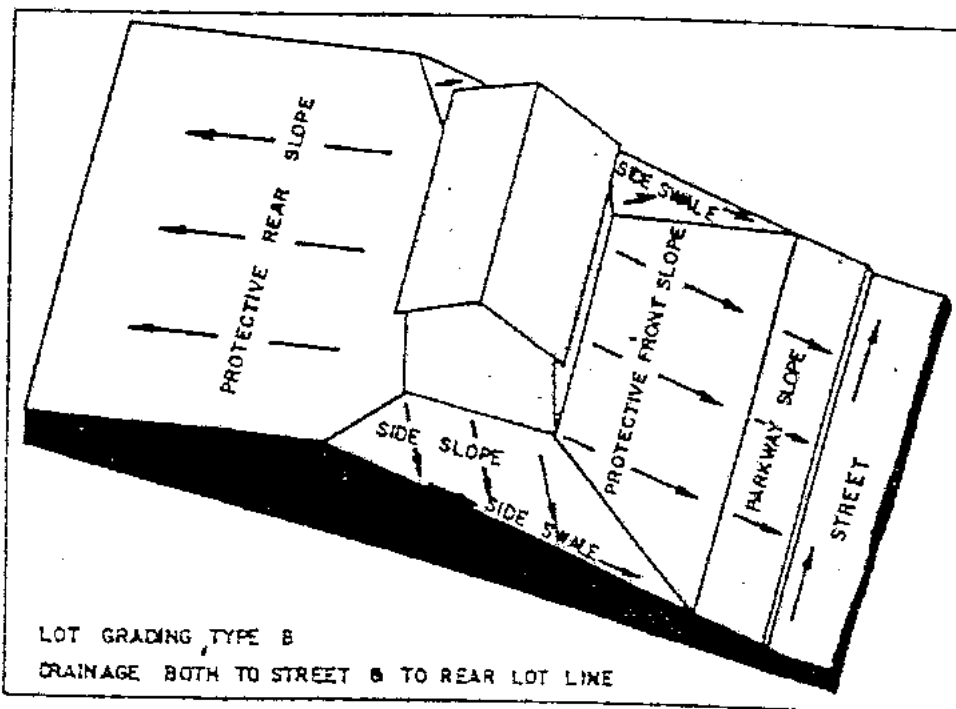 PROTECTIVE REAR SLOPE
SIDE SWALE
PROTECTIVE FRONT SLOPE
PARKWAY SLOPE
STREET
SIDE SLOPE
SIDE SWALE
LOT GRADING, TYPE B
DRAINAGE BOTH TO STREET & TO REAR LOT LINE